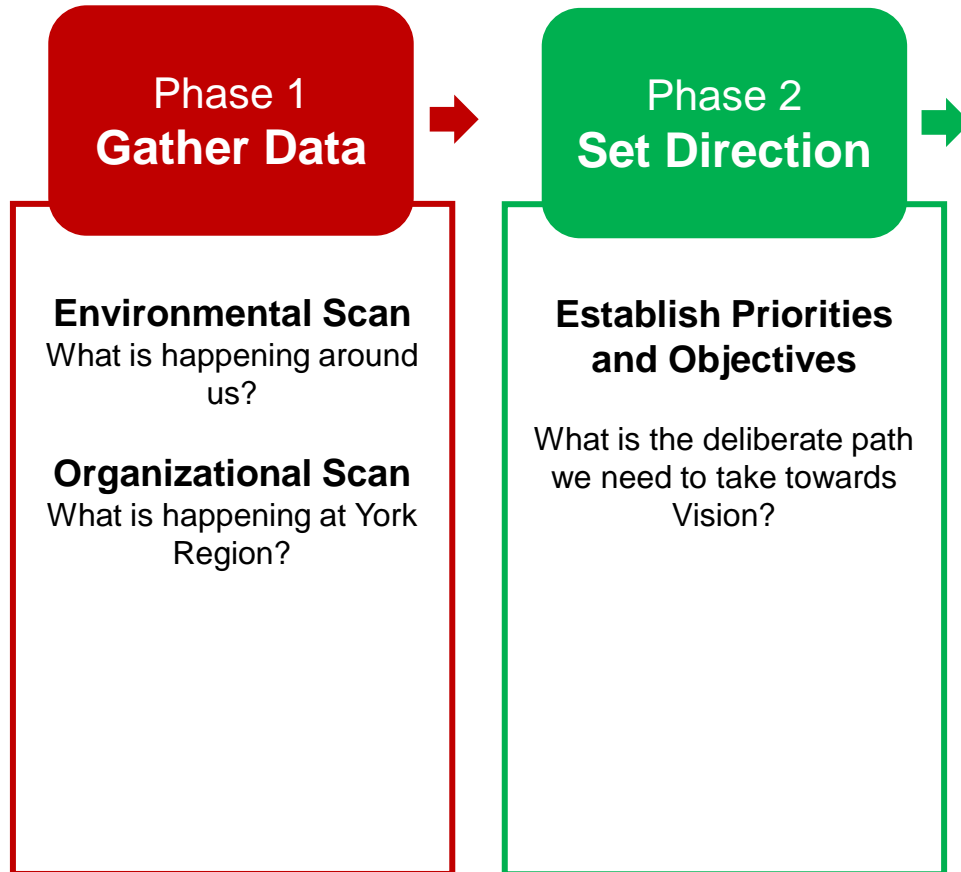 Phase 1
Gather Data
Environmental Scan
What is happening around
us?
Organizational Scan
What is happening at York
Region?
Phase 2
Set Direction
Establish Priorities
and Objectives
What is the deliberate path
we need to take towards
Vision?